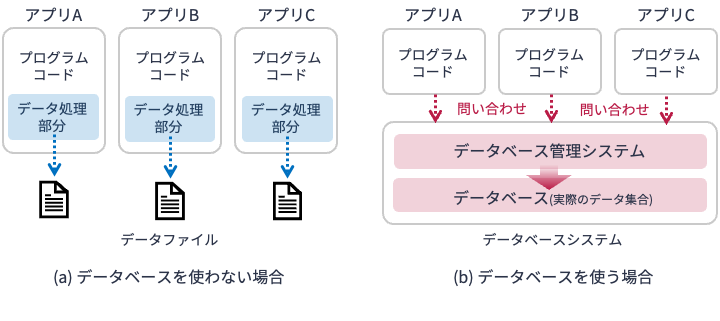 アプリA
アプリB
アプリC
プログラム
コード
データ処理
部分
プログラム
コード
データ処理
部分
プログラム
コード
データ処理
部分
データファイル
(a) データベースを使わない場合
アプリA
アプリB
アプリC
プログラム
コード
プログラム
コード
プログラム
コード
問い合わせ
問い合わせ
データベース管理システム
データベース(実際のデータ集合)
データベースシステム
(b) データベースを使う場合